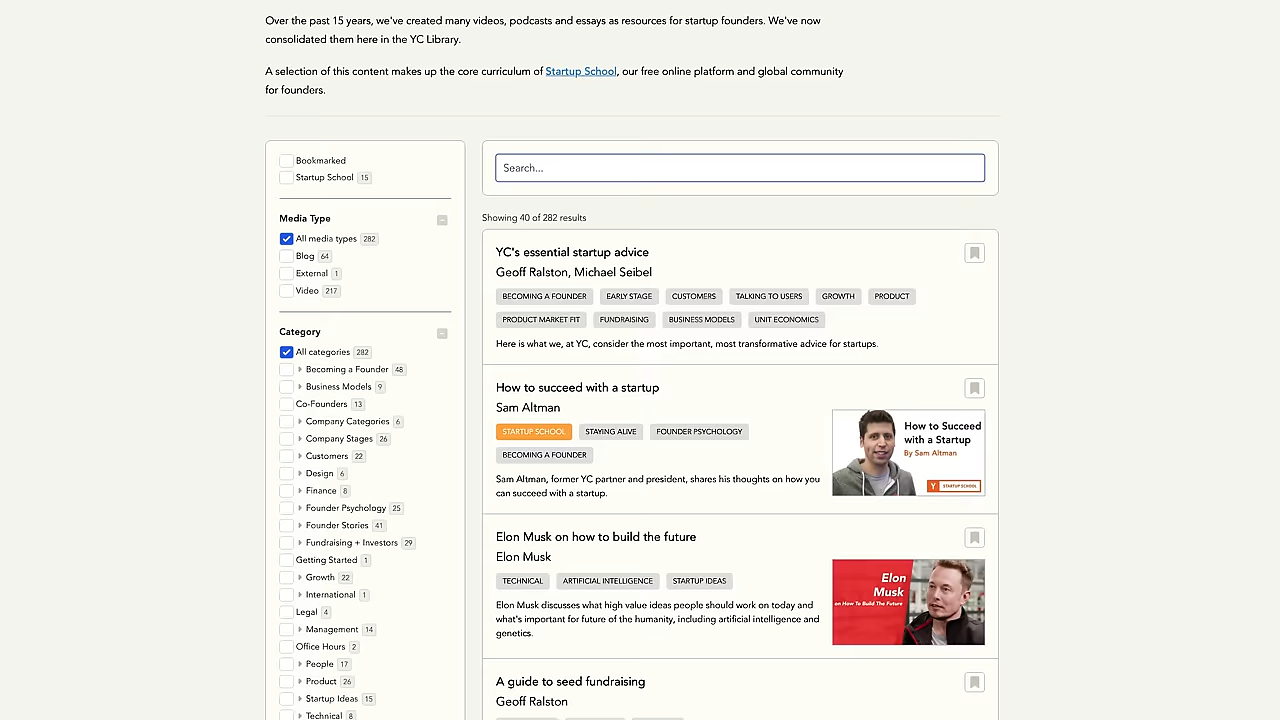 Over the past 15 years, we've created many videos, podcasts and essays as resources for startup founders. We've now
consolidated them here in the YC Library.
A selection of this content makes up the core curriculum of Startup School, our free online platform and global community
for founders.
Bookmarked
Startup School 15
Media Type
All media types 282
Blog 64
External 1
Video 217
Category
All categories 282
Becoming a Founder 48
Business Models 9
Co-Founders 13
Company Categories 6
Company Stages 26
Customers 22
Design 6
Finance 8
Founder Psychology 25
Founder Stories 41
Fundraising + Investors 29
Getting Started 1
Growth 22
International 1
Legal 4
Management 14
Office Hours 2
People 17
Product 26
Startup Ideas 15
Technical 8
Search...
Showing 40 of 282 results
YC's essential startup advice
Geoff Ralston, Michael Seibel
BECOMING A FOUNDER EARLY STAGE CUSTOMERS TALKING TO USERS GROWTH PRODUCT
PRODUCT MARKET FIT FUNDRAISING BUSINESS MODELS UNIT ECONOMICS
Here is what we, at YC, consider the most important, most transformative advice for startups.
How to succeed with a startup
Sam Altman
STARTUP SCHOOL STAYING ALIVE FOUNDER PSYCHOLOGY
BECOMING A FOUNDER
Sam Altman, former YC partner and president, shares his thoughts on how you
can succeed with a startup.
How to Succeed
with a Startup
By Sam Altman
Y STARTUP SCHOOL
Elon Musk on how to build the future
Elon Musk
TECHNICAL ARTIFICIAL INTELLIGENCE STARTUP IDEAS
Elon Musk discusses what high value ideas people should work on today and
what's important for future of the humanity, including artificial intelligence and
genetics.
Elon
Musk
on How To Build The Future
A guide to seed fundraising
Geoff Ralston